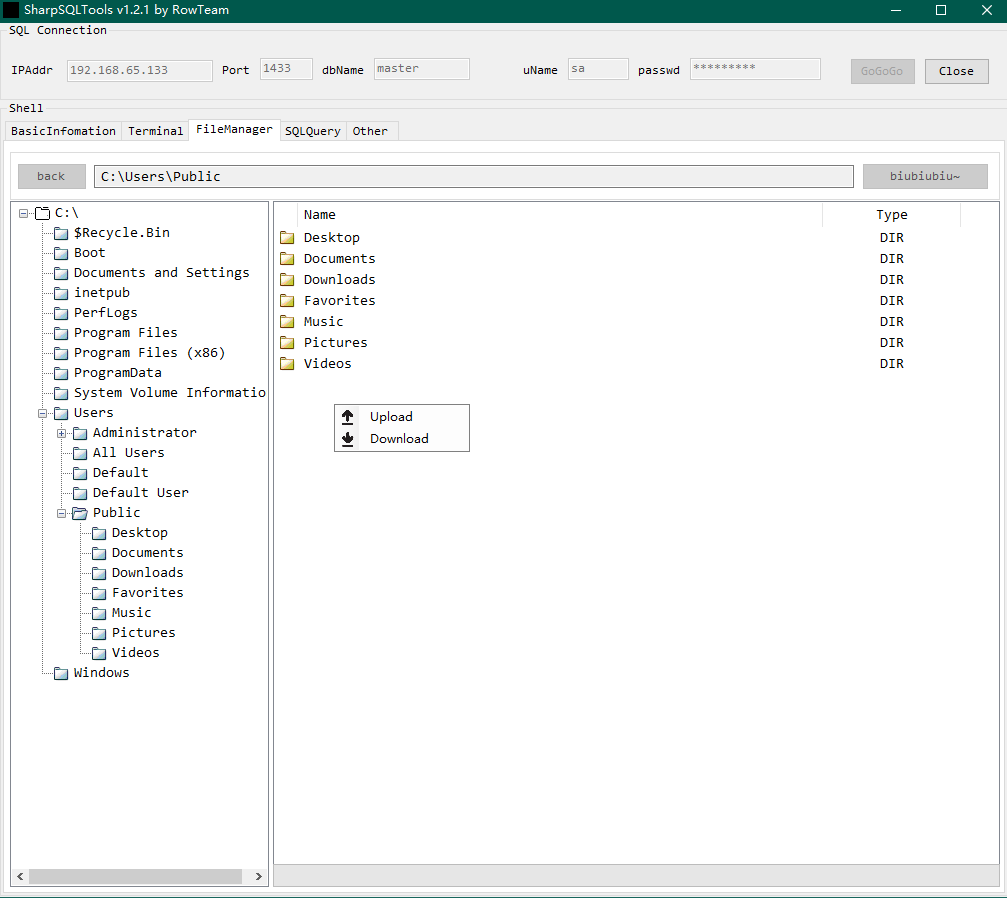 SharpSQLTools v1.2.1 by RowTeam
SQL Connection
IPAddr 192.168.65.133 Port 1433 dbName master uName sa passwd ********* GoGoGo Close
Shell
BasicInfomation Terminal FileManager SQLQuery Other
back C:\Users\Public biubiubiu~
C:\
$Recycle.Bin
Boot
Documents and Settings
inetpub
PerfLogs
Program Files
Program Files (x86)
ProgramData
System Volume Informatio
Users
Administrator
All Users
Default
Default User
Public
Desktop
Documents
Downloads
Favorites
Music
Pictures
Videos
Windows
Name Type
Desktop DIR
Documents DIR
Downloads DIR
Favorites DIR
Music DIR
Pictures DIR
Videos DIR
Upload
Download